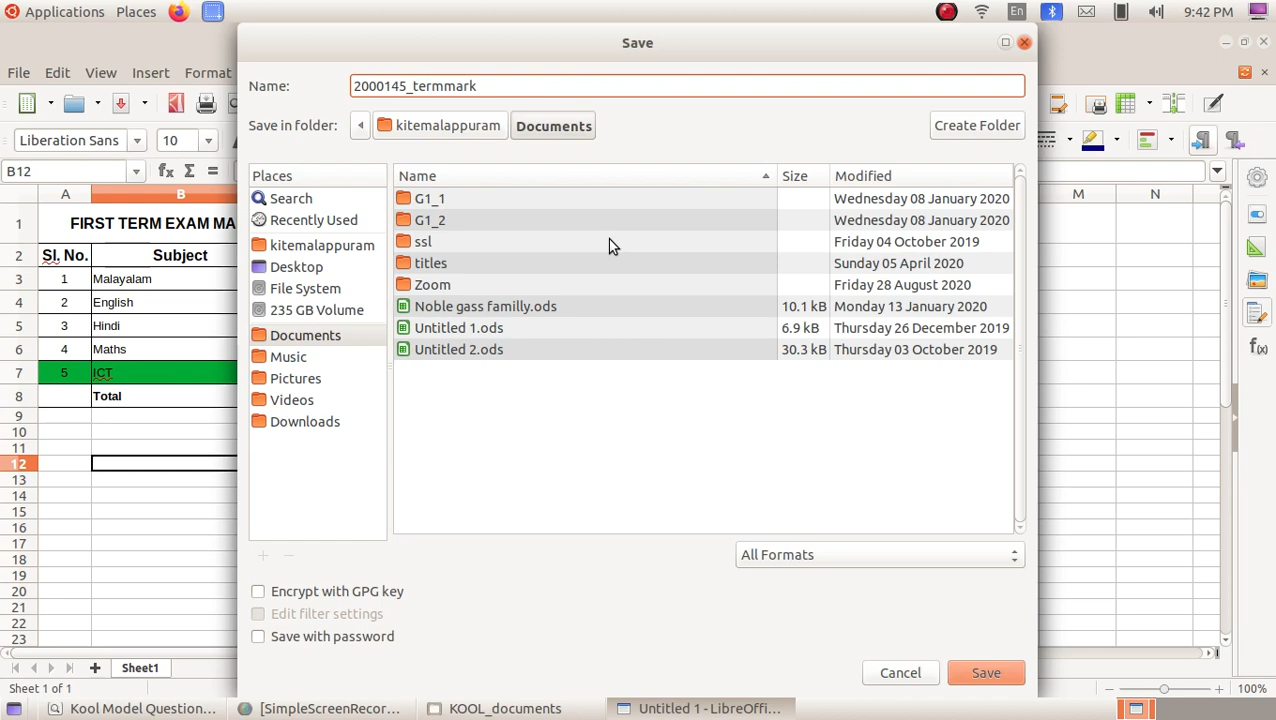 Applications Places En 9:42 PM
Save
File Edit View Insert Format
Name: 2000145_termmark
Save in folder: kitemalappuram Documents Create Folder
Liberation Sans 10
B12
Places Name Size Modified
Search
Recently Used
kitemalappuram
Desktop
File System
235 GB Volume
Documents
Music
Pictures
Videos
Downloads
G1_1 Wednesday 08 January 2020
G1_2 Wednesday 08 January 2020
ssl Friday 04 October 2019
titles Sunday 05 April 2020
Zoom Friday 28 August 2020
Noble gass familly.ods 10.1 kB Monday 13 January 2020
Untitled 1.ods 6.9 kB Thursday 26 December 2019
Untitled 2.ods 30.3 kB Thursday 03 October 2019
A B M N
1 FIRST TERM EXAM MA
2 Sl. No. Subject
3 1 Malayalam
4 2 English
5 3 Hindi
6 4 Maths
7 5 ICT
8 Total
9
10
11
12
13
14
15
16
17
18
19
20
21
22
23
All Formats
Encrypt with GPG key
Edit filter settings
Save with password
Cancel Save
Sheet1
Sheet 1 of 1 100%
Kool Model Question... [SimpleScreenRecor... KOOL_documents Untitled 1 - LibreOffi...